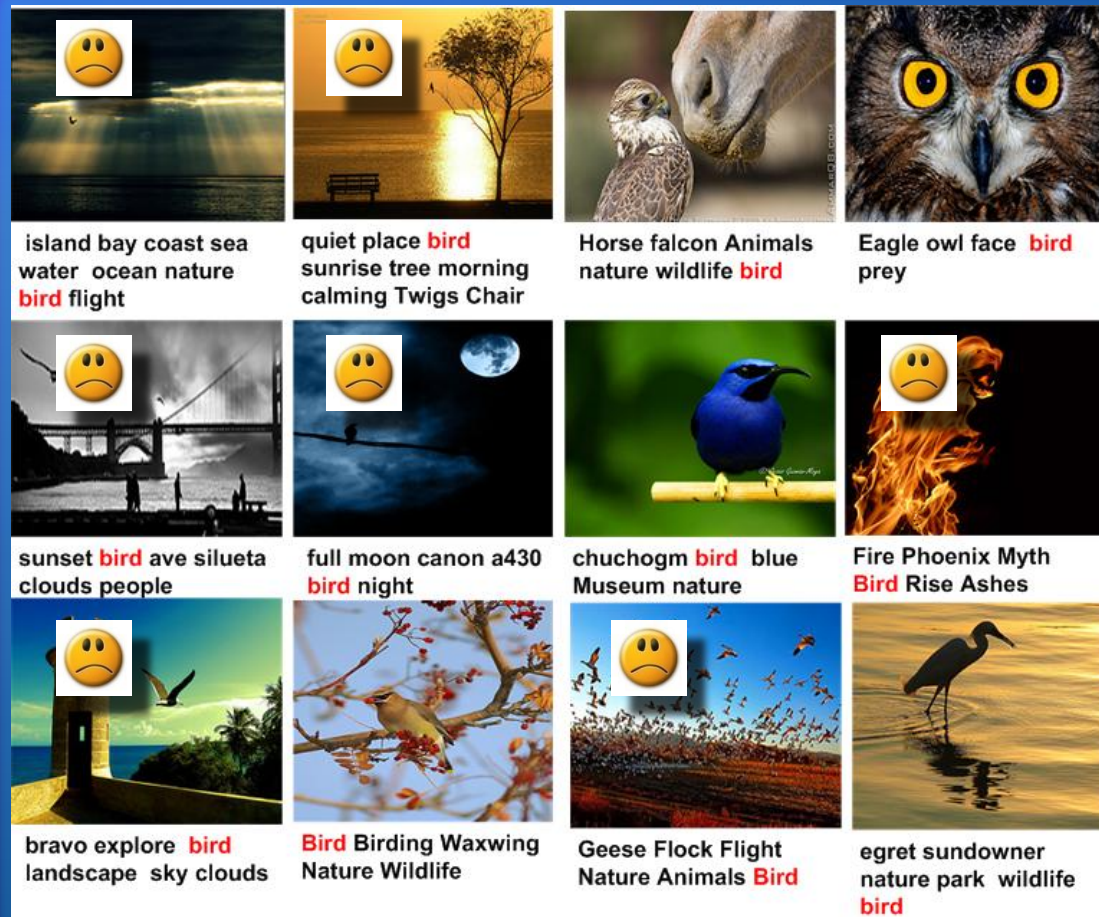 island bay coast sea
water ocean nature
bird flight
quiet place bird
sunrise tree morning
calming Twigs Chair
Horse falcon Animals
nature wildlife bird
Eagle owl face bird
prey
sunset bird ave silueta
clouds people
full moon canon a430
bird night
chuchogm bird blue
Museum nature
Fire Phoenix Myth
Bird Rise Ashes
bravo explore bird
landscape sky clouds
Bird Birding Waxwing
Nature Wildlife
Geese Flock Flight
Nature Animals Bird
egret sundowner
nature park wildlife
bird